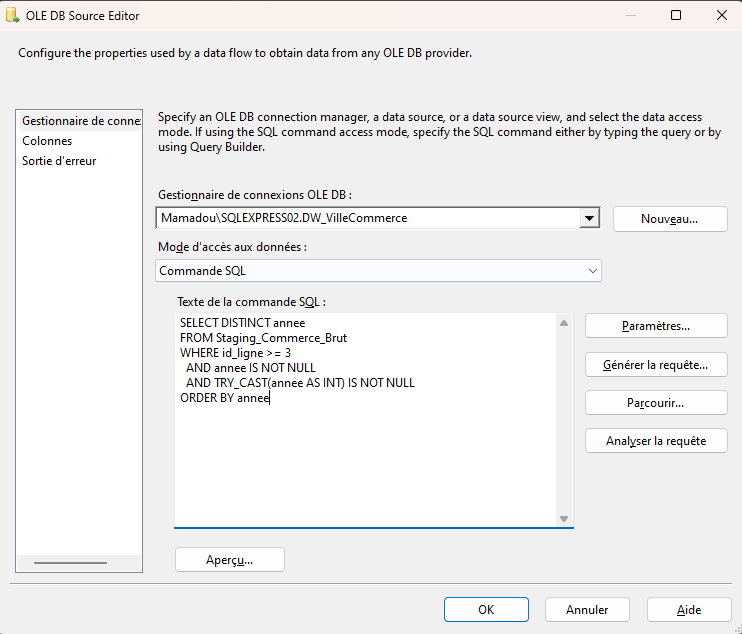 OLE DB Source Editor
Configure the properties used by a data flow to obtain data from any OLE DB provider.
Gestionnaire de conne
Colonnes
Sortie d'erreur
Specify an OLE DB connection manager, a data source, or a data source view, and select the data access
mode. If using the SQL command access mode, specify the SQL command either by typing the query or by
using Query Builder.
Gestionnaire de connexions OLE DB :
Mamadou\SQLEXPRESS02.DW_VilleCommerce
Nouveau...
Mode d'accès aux données :
Commande SQL
Texte de la commande SQL :
SELECT DISTINCT annee
FROM Staging_Commerce_Brut
WHERE id_ligne >= 3
AND annee IS NOT NULL
AND TRY_CAST(annee AS INT) IS NOT NULL
ORDER BY annee
Paramètres...
Générer la requête...
Parcourir...
Analyser la requête
Aperçu...
OK
Annuler
Aide